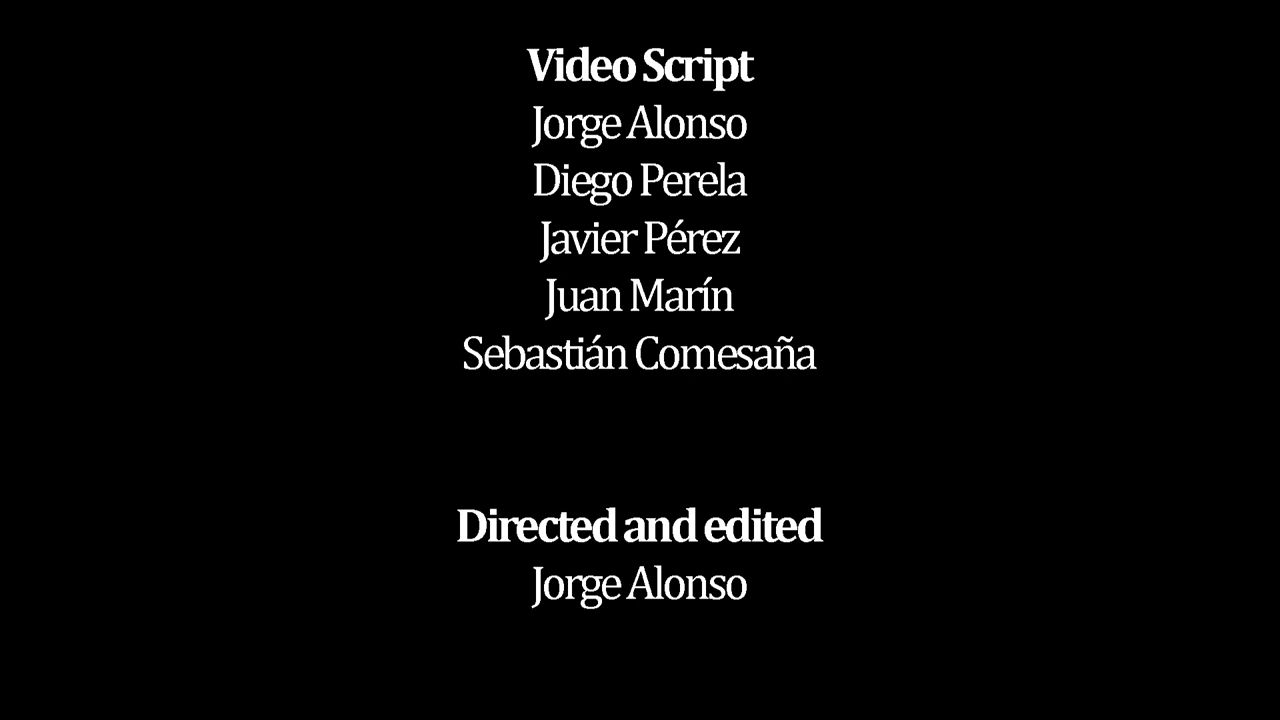 Video Script
Jorge Alonso
Diego Perela
Javier Pérez
Juan Marín
Sebastián Comesaña
Directed and edited
Jorge Alonso